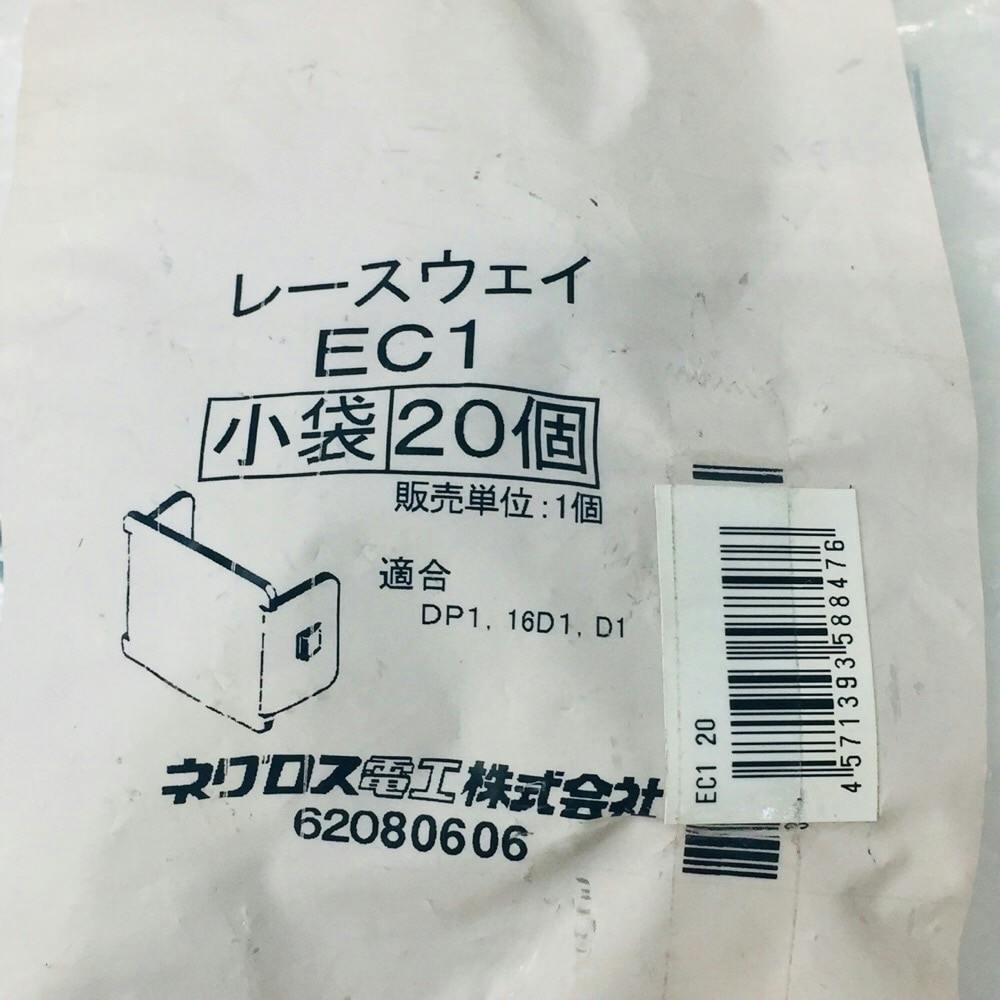 レースウェイ
EC1
小袋 20個
販売単位:1個
適合
DP1, 16D1, D1
ネグロス電工株式会社
62080606
EC1 20
4571393588476